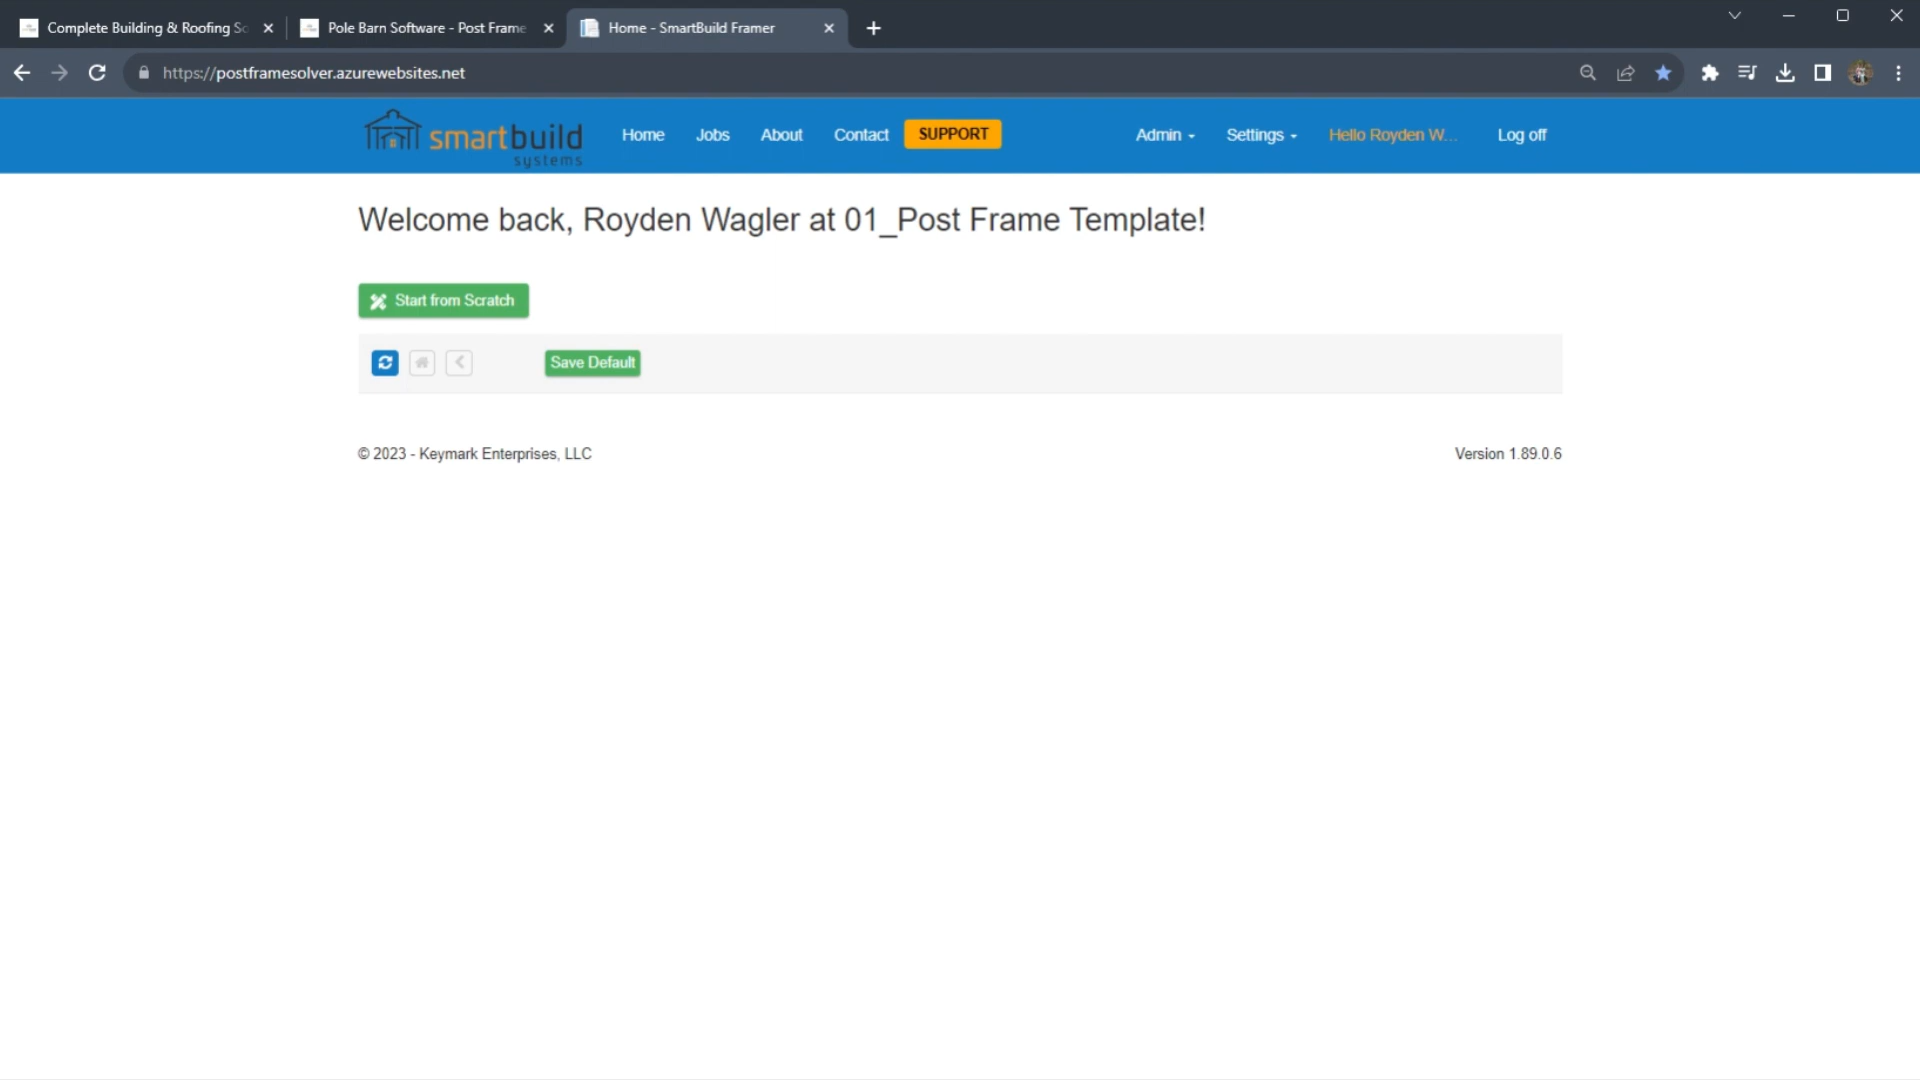 Complete Building & Roofing So
Pole Barn Software - Post Frame
Home - SmartBuild Framer
https://postframesolver.azurewebsites.net
smartbuild
systems
Home
Jobs
About
Contact
SUPPORT
Admin
Settings
Hello Royden W...
Log off
Welcome back, Royden Wagler at 01_Post Frame Template!
Start from Scratch
Save Default
© 2023 - Keymark Enterprises, LLC
Version 1.89.0.6